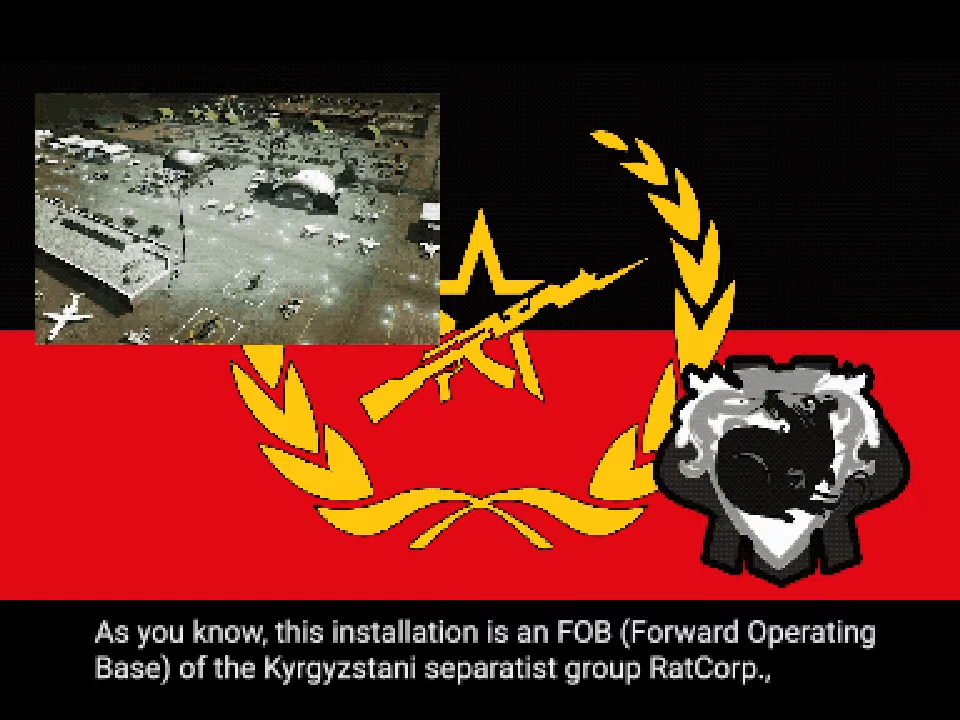 As you know, this installation is an FOB (Forward Operating
Base) of the Kyrgyzstani separatist group RatCorp.,